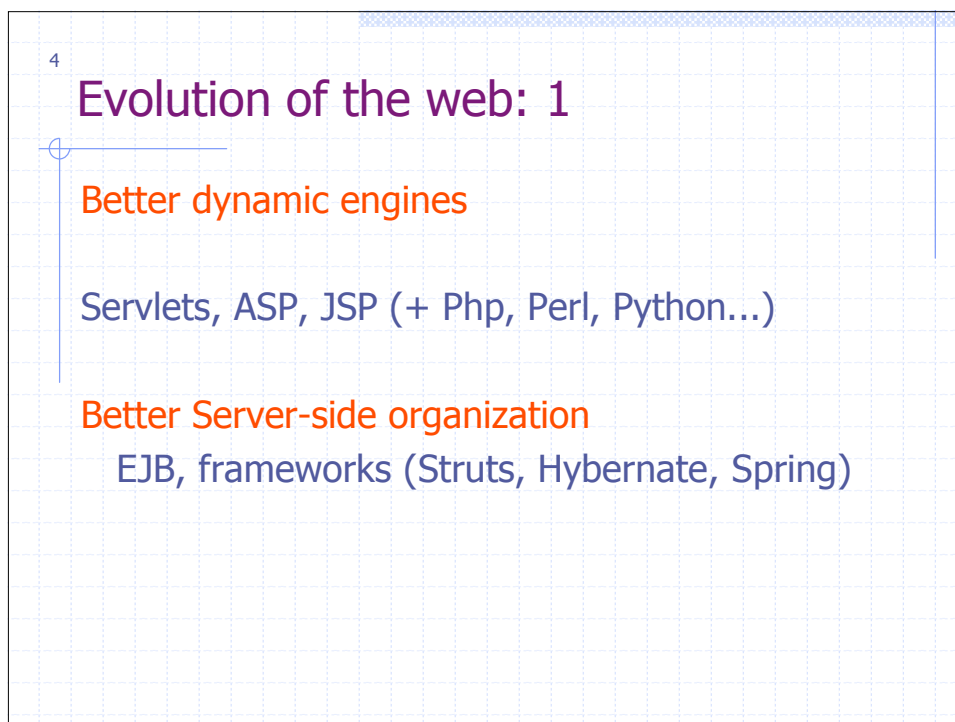 4
Evolution of the web: 1
Better dynamic engines
Servlets, ASP, JSP (+ Php, Perl, Python...)
Better Server-side organization
EJB, frameworks (Struts, Hybernate, Spring)